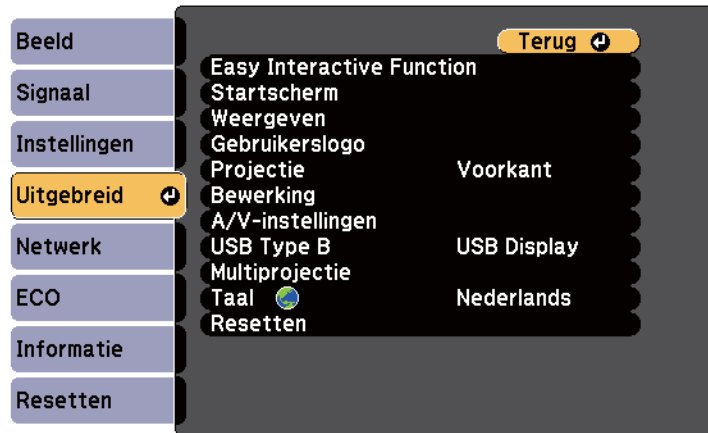 Beeld
Signaal
Instellingen
Uitgebreid
Netwerk
ECO
Informatie
Resetten
Terug
Easy Interactive Function
Startscherm
Weergeven
Gebruikerslogo
Projectie Voorkant
Bewerking
A/V-instellingen
USB Type B USB Display
Multiprojectie
Taal Nederlands
Resetten